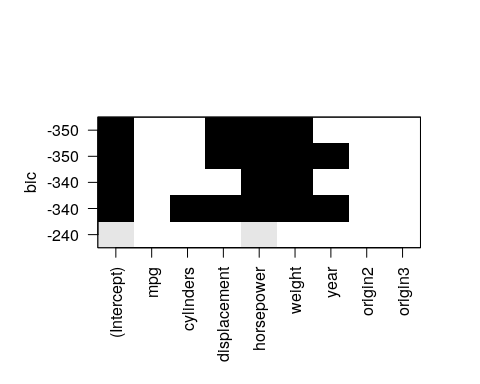 -350
-350
-340
-340
-240
bic
(Intercept)
mpg
cylinders
displacement
horsepower
weight
year
origin2
origin3